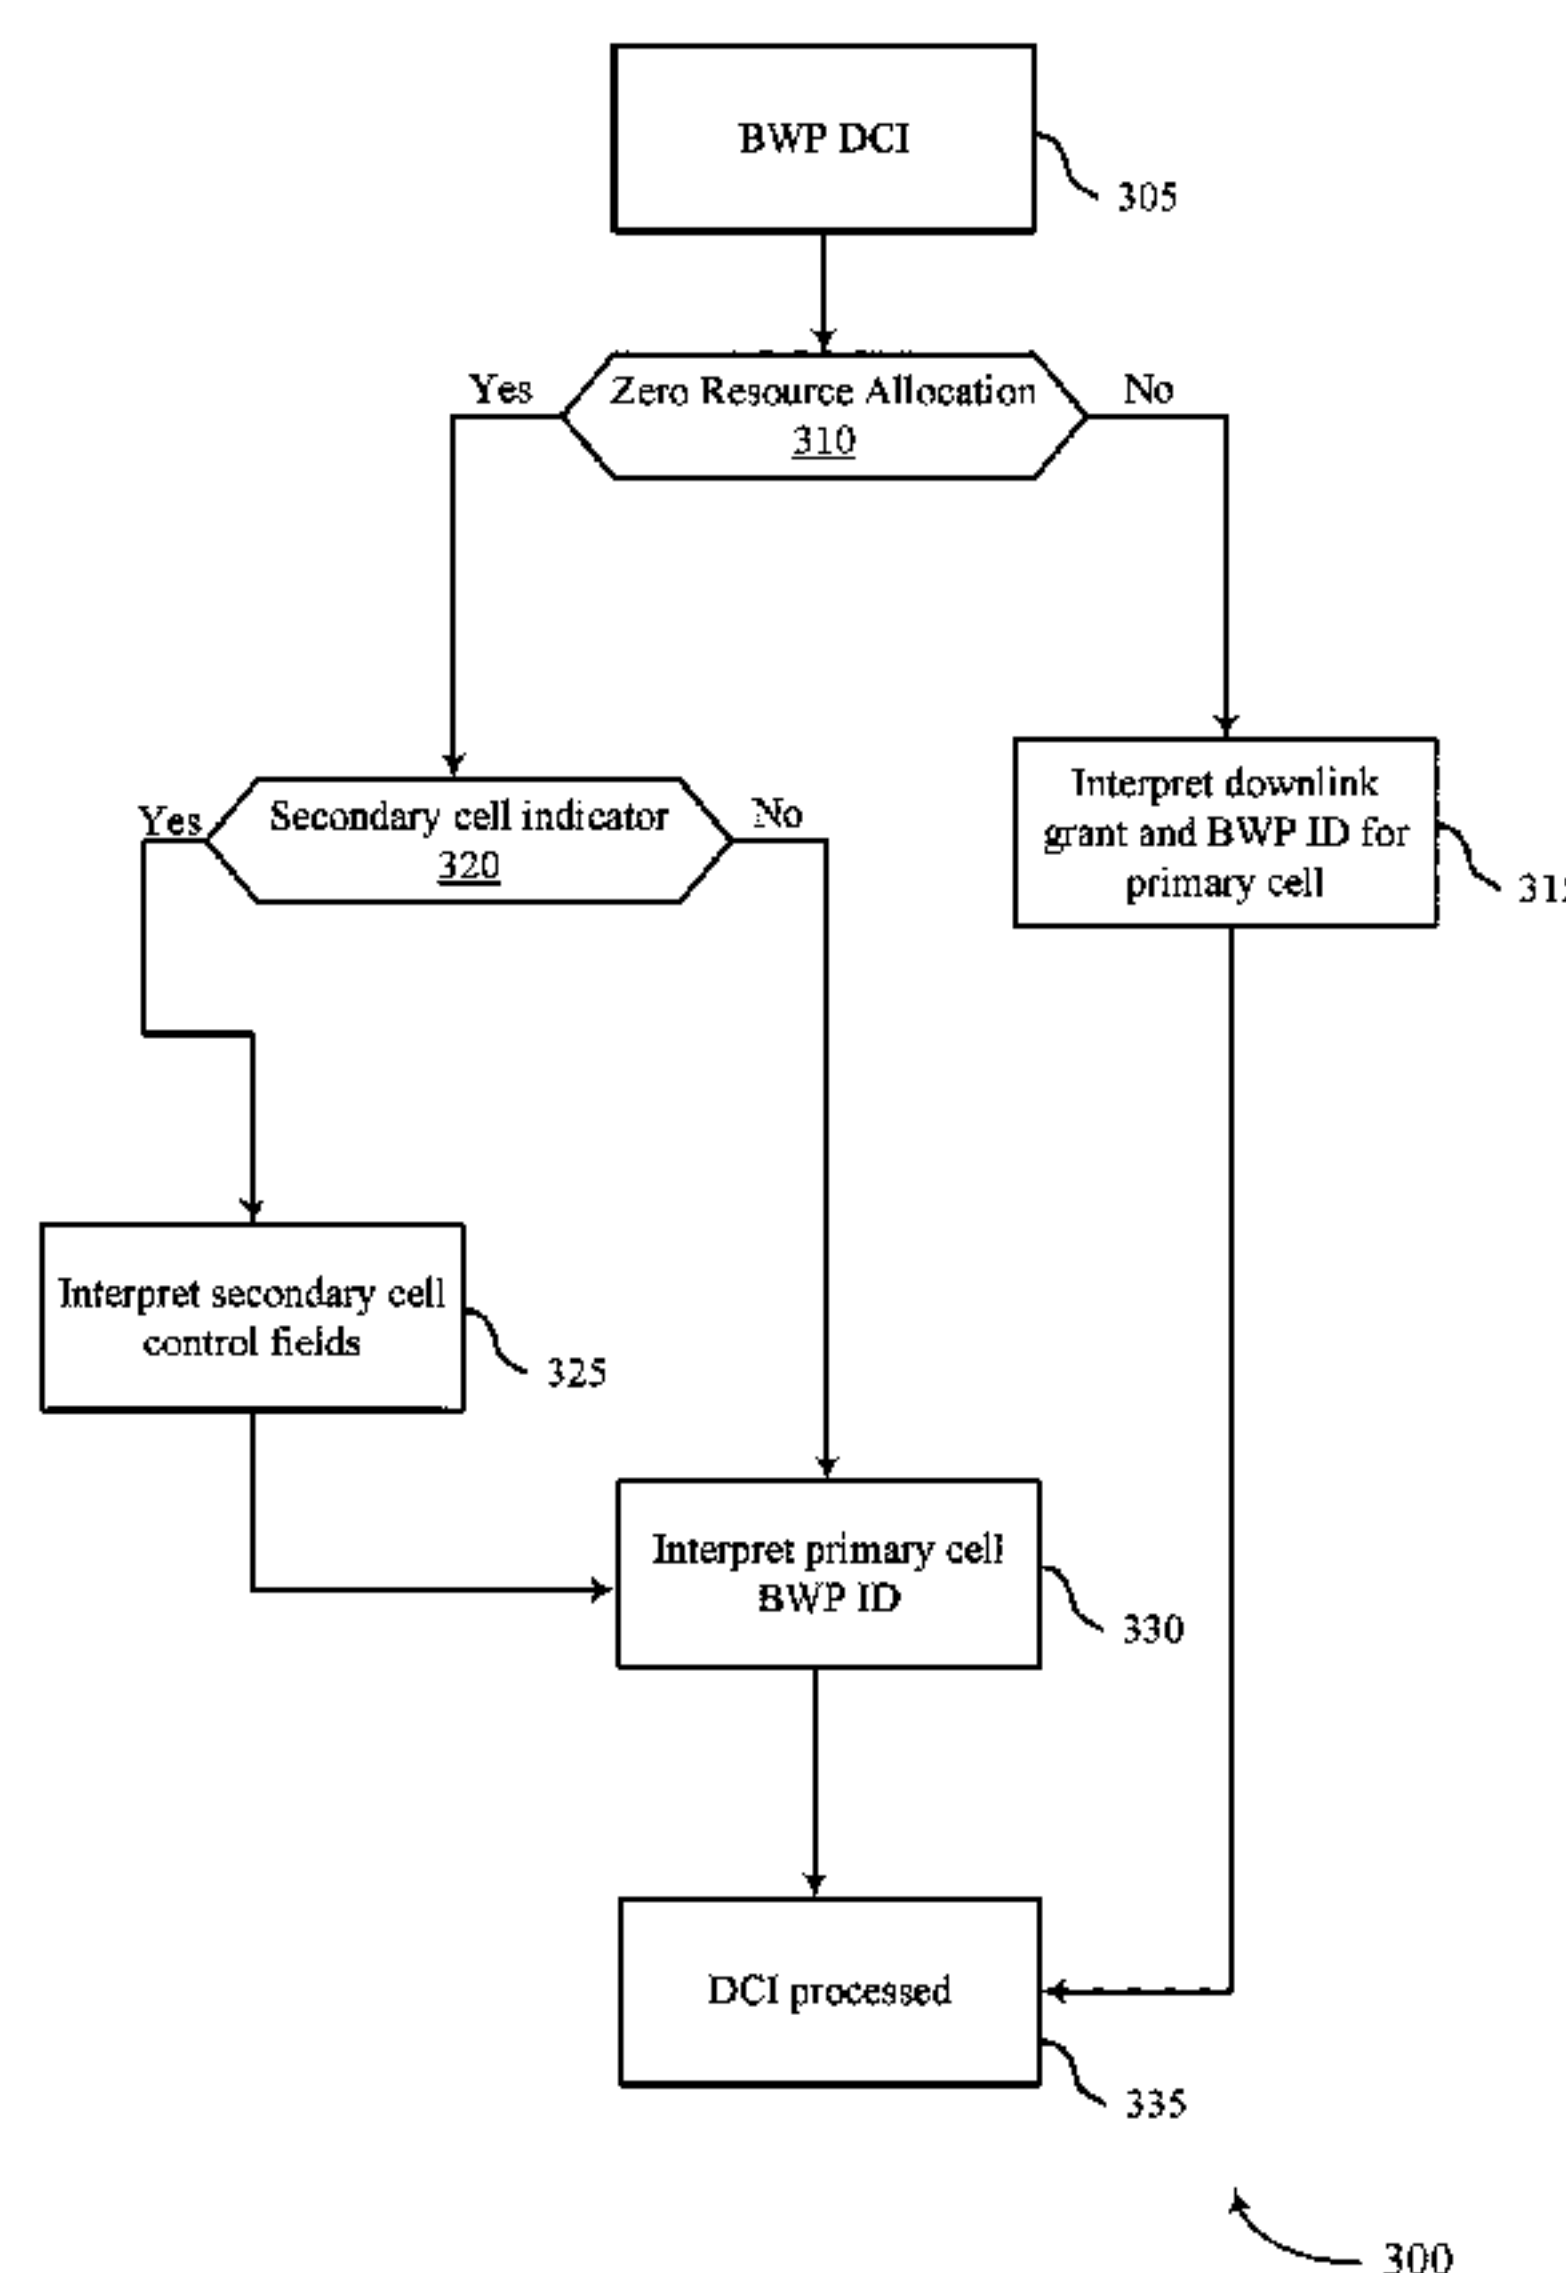 BWP DCI
305
Yes
Zero Resource Allocation
310
No
Interpret downlink
grant and BWP ID for
primary cell
Yes
Secondary cell indicator
320
No
Interpret secondary cell
control fields
325
Interpret primary cell
BWP ID
330
DCI processed
335
300